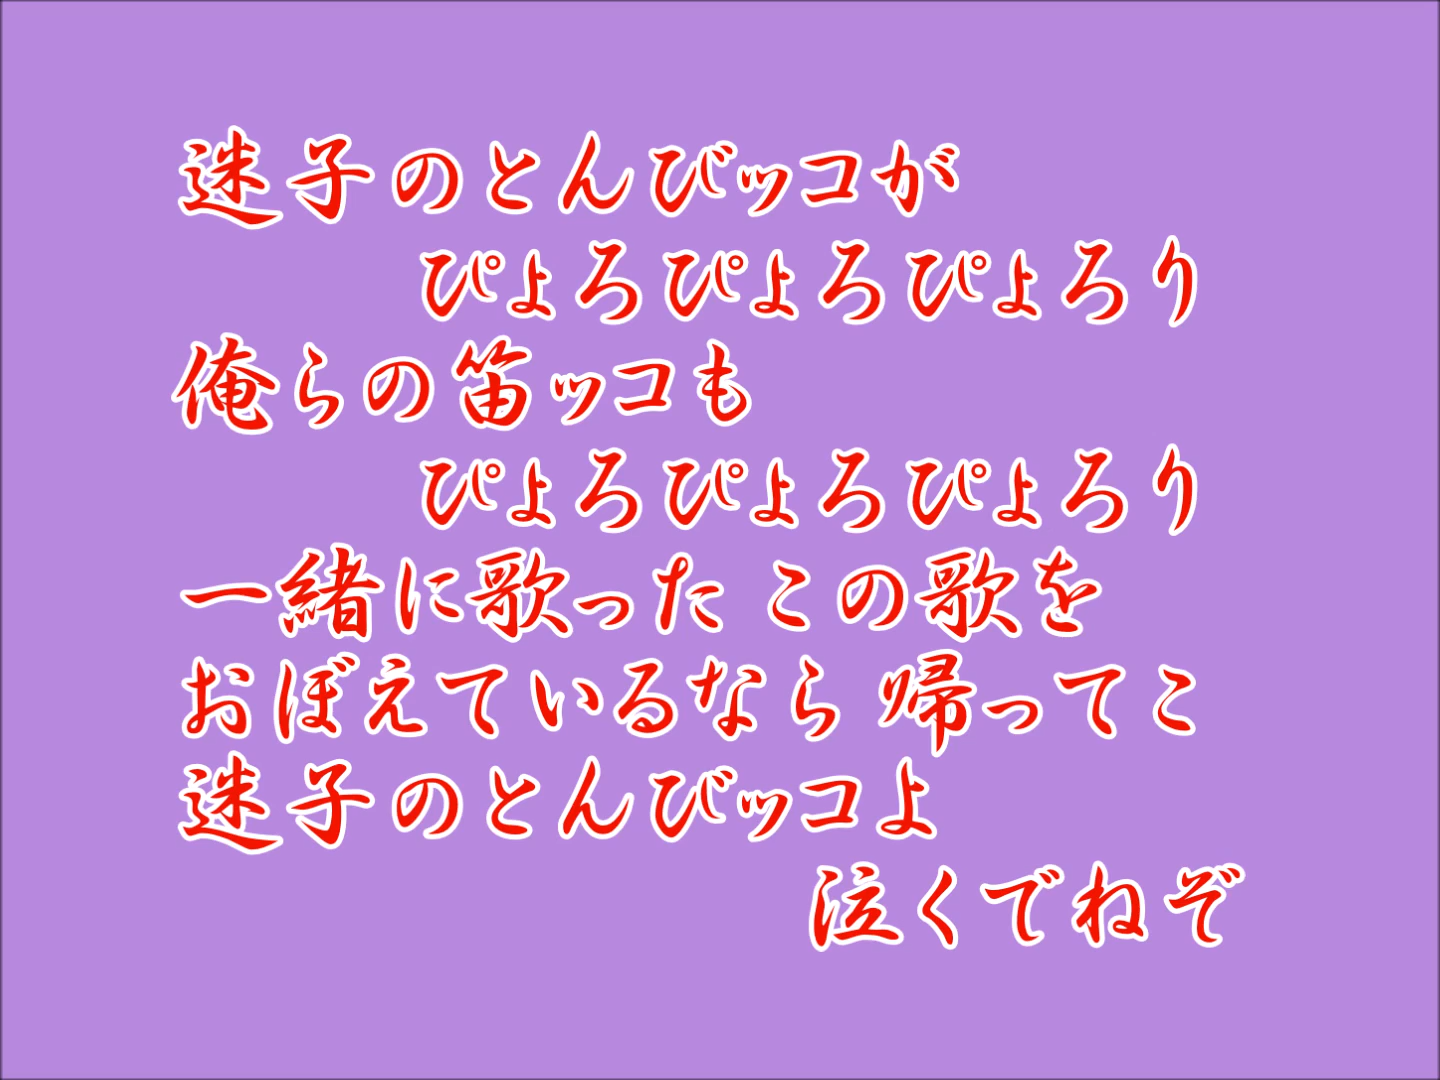 迷子のとんびッコが
ぴょろぴょろぴょろり
俺らの笛ッコも
ぴょろぴょろぴょろり
一緒に歌った この歌を
おぼえているなら 帰ってこ
迷子のとんびッコよ
泣くでねぞ